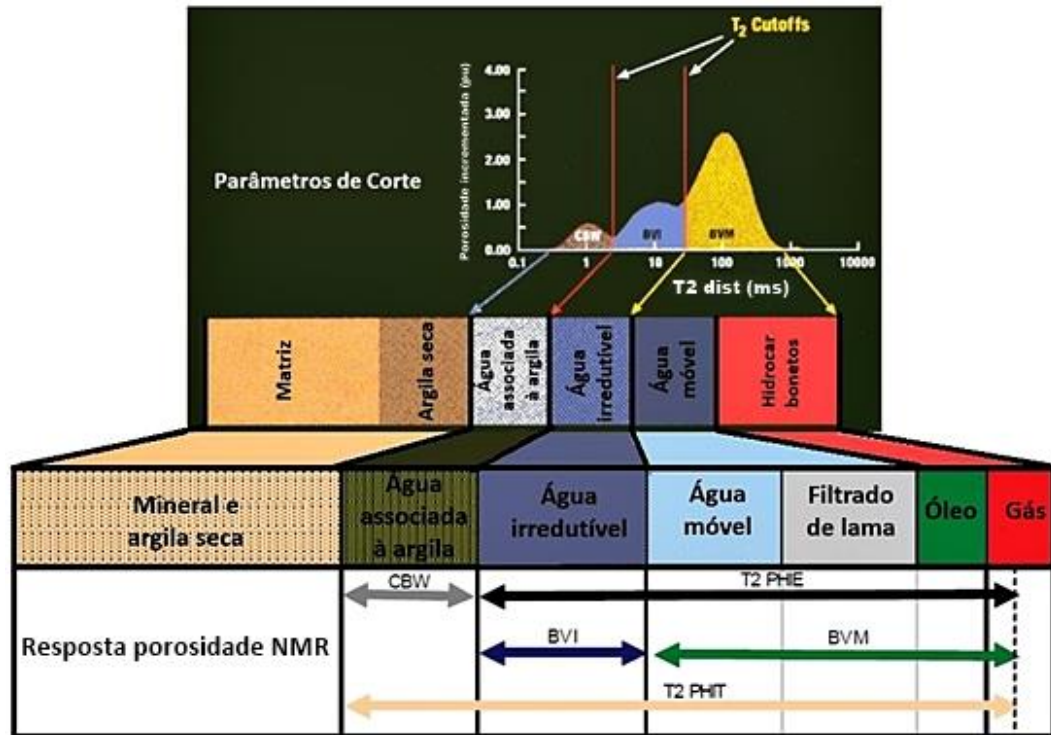 T2 Cutoffs
Porosidade incrementada (pu)
4.00
3.00
2.00
1.00
0.00
Parâmetros de Corte
CBW
BVI
BVM
0.1
1
10
100
1000
10000
T2 dist (ms)
Matriz
Argila seca
Água
associada
à argila
Água
irredutível
Água
móvel
Hidrocar
bonetos
Mineral e
argila seca
Água
associada
à argila
Água
irredutível
Água
móvel
Filtrado
de lama
Óleo
Gás
Resposta porosidade NMR
CBW
T2 PHIE
BVI
BVM
T2 PHIT